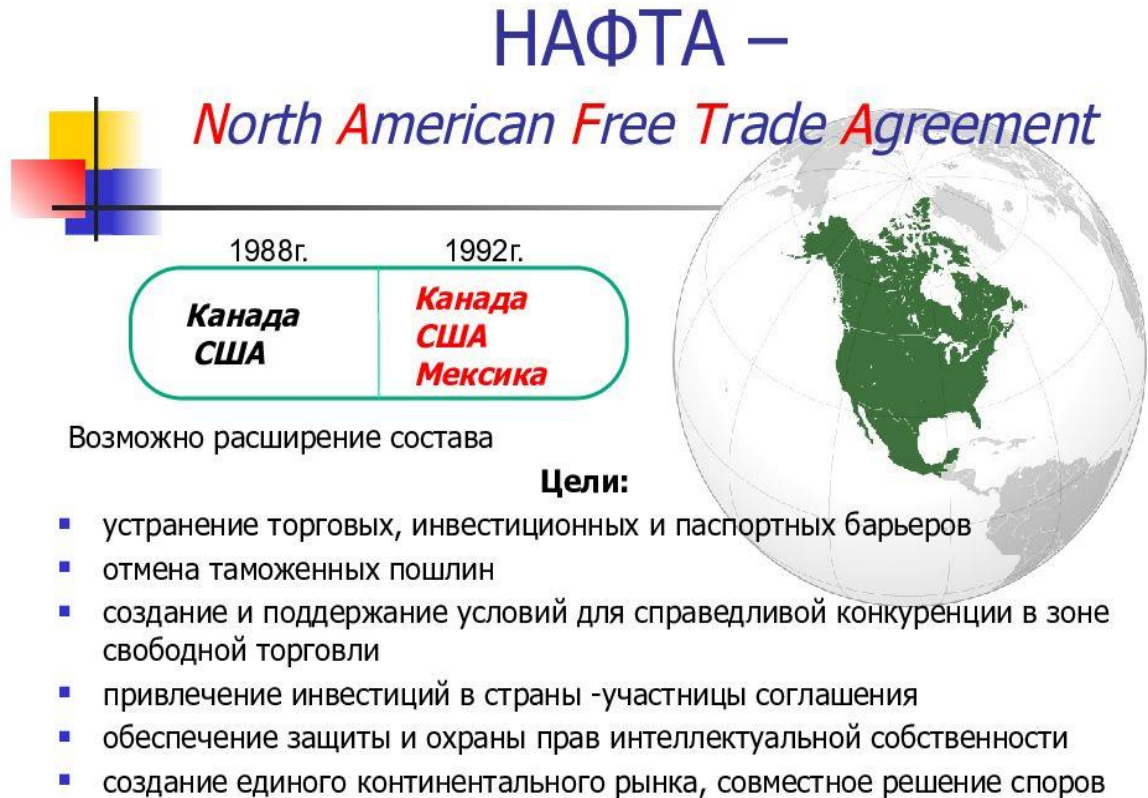 НАФТА –
North American Free Trade Agreement
1988г.
1992г.
Канада
США
Канада
США
Мексика
Возможно расширение состава
Цели:
устранение торговых, инвестиционных и паспортных барьеров
отмена таможенных пошлин
создание и поддержание условий для справедливой конкуренции в зоне
свободной торговли
привлечение инвестиций в страны -участницы соглашения
обеспечение защиты и охраны прав интеллектуальной собственности
создание единого континентального рынка, совместное решение споров